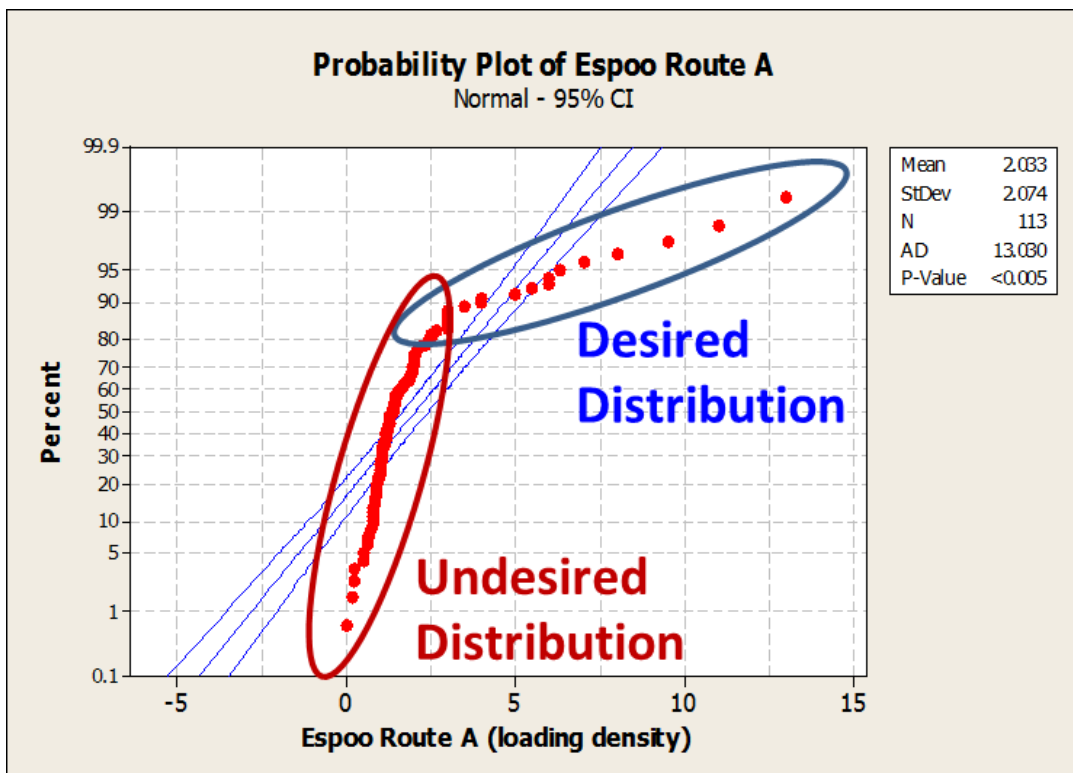 Probability Plot of Espoo Route A
Normal - 95% CI
99.9
99
95
90
80
70
60
50
40
30
20
10
5
1
0.1
Percent
-5
0
5
10
15
Espoo Route A (loading density)
Mean 2.033
StDev 2.074
N 113
AD 13.030
P-Value <0.005
Desired
Distribution
Undesired
Distribution